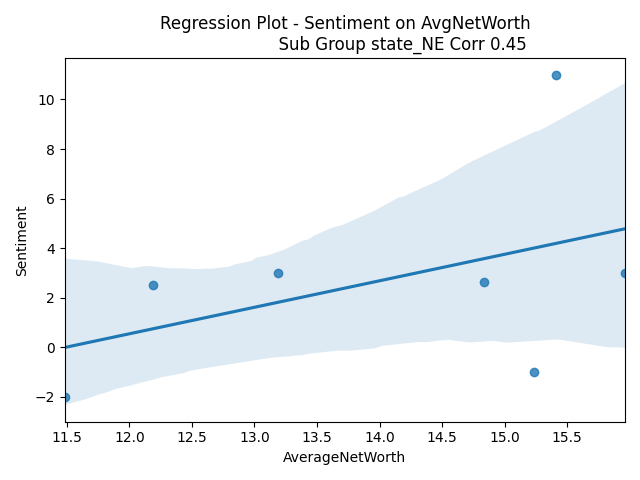 Regression Plot - Sentiment on AvgNetWorth
Sub Group state_NE Corr 0.45
10
8
6
4
2
0
−2
Sentiment
11.5 12.0 12.5 13.0 13.5 14.0 14.5 15.0 15.5
AverageNetWorth